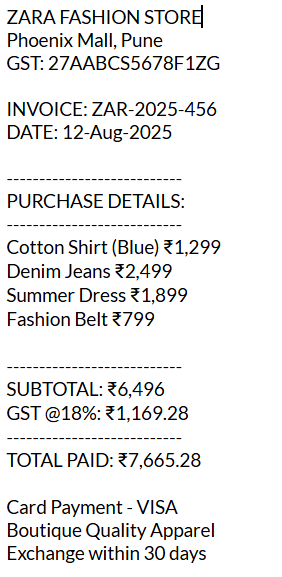 ZARA FASHION STORE
Phoenix Mall, Pune
GST: 27AABCS5678F1ZG
INVOICE: ZAR-2025-456
DATE: 12-Aug-2025
---------------------------
PURCHASE DETAILS:
---------------------------
Cotton Shirt (Blue) ₹1,299
Denim Jeans ₹2,499
Summer Dress ₹1,899
Fashion Belt ₹799
---------------------------
SUBTOTAL: ₹6,496
GST @18%: ₹1,169.28
---------------------------
TOTAL PAID: ₹7,665.28
Card Payment - VISA
Boutique Quality Apparel
Exchange within 30 days